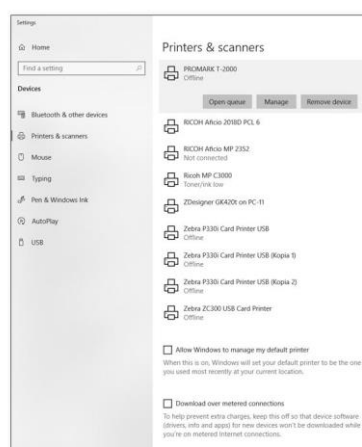 Settings
Home
Find a setting
Devices
Bluetooth & other devices
Printers & scanners
Mouse
Typing
Pen & Windows Ink
AutoPlay
USB
Printers & scanners
PROMARK T-2000
Offline
Open queue Manage Remove device
RICOH Aficio 2018D PCL 6
RICOH Aficio MP 2352
Not connected
Ricoh MP C3000
Toner/ink low
ZDesigner GK420t on PC-11
Zebra P330i Card Printer USB
Offline
Zebra P330i Card Printer USB (Kopia 1)
Offline
Zebra P330i Card Printer USB (Kopia 2)
Offline
Zebra ZC300 USB Card Printer
Offline
Allow Windows to manage my default printer
When this is on, Windows will set your default printer to be the one
you used most recently at your current location.
Download over metered connections
To help prevent extra charges, keep this off so that device software
(drivers, info and apps) for new devices won't be downloaded while
you're on metered Internet connections.